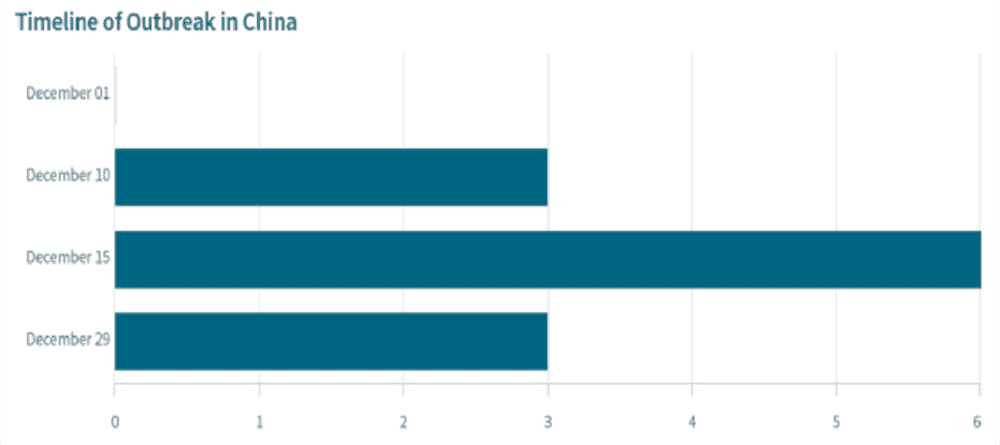 Timeline of Outbreak in China
December 01
December 10
December 15
December 29
0 1 2 3 4 5 6